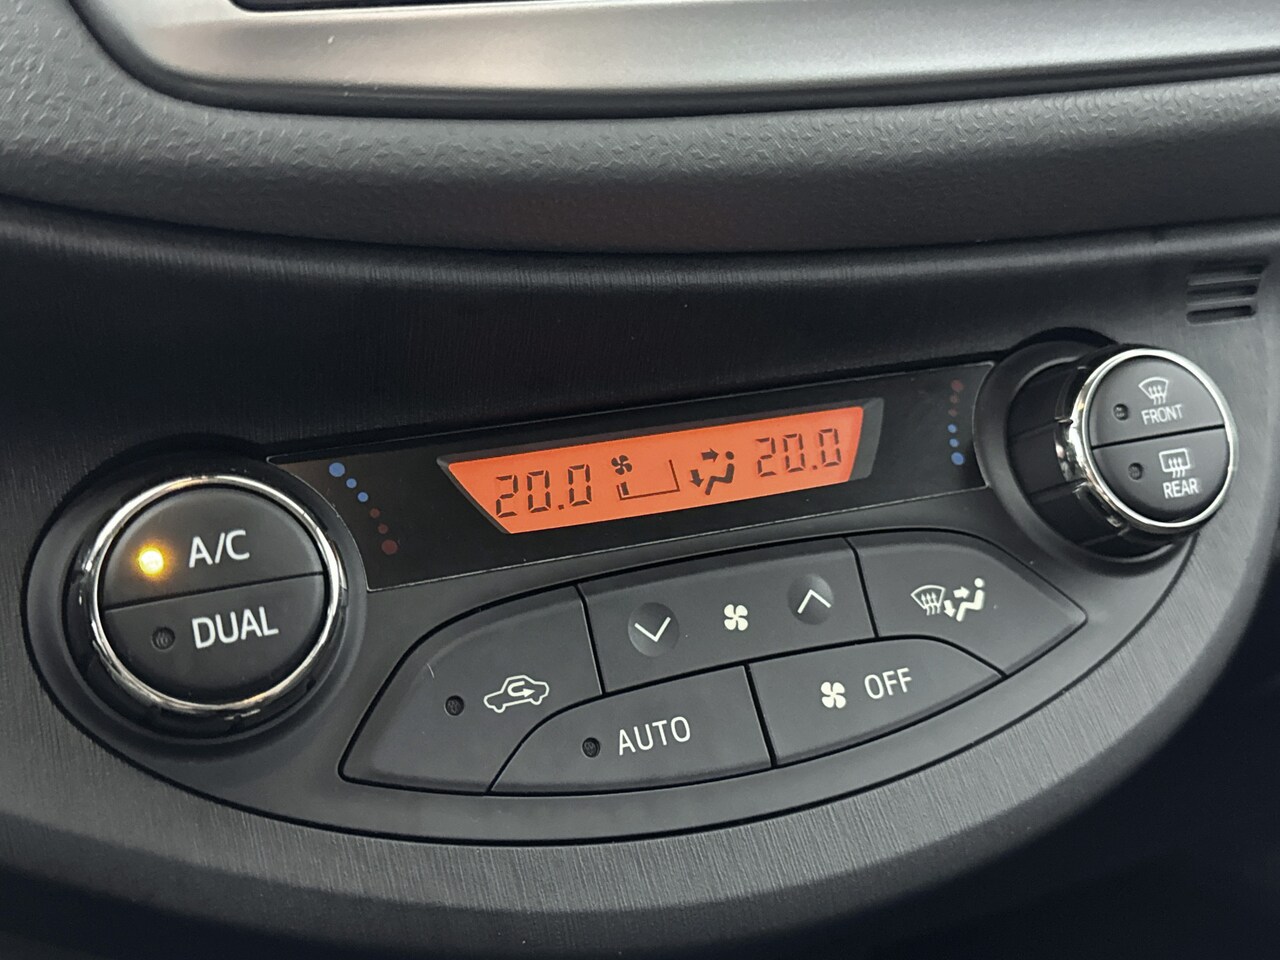 20.0 20.0
FRONT
REAR
A/C
DUAL
AUTO
OFF